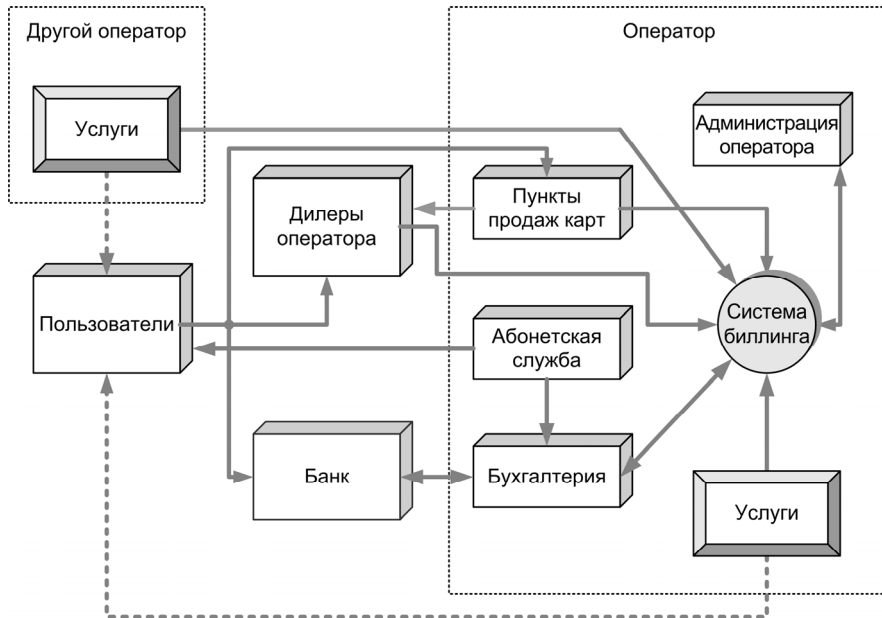 Другой оператор
Оператор
Услуги
Администрация
оператора
Дилеры
оператора
Пункты
продаж карт
Пользователи
Система
биллинга
Абонетская
служба
Банк
Бухгалтерия
Услуги